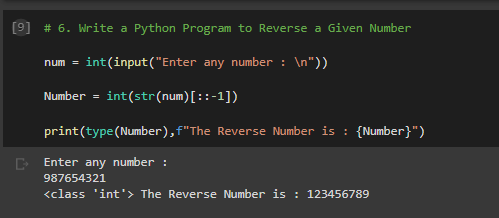 [9] # 6. Write a Python Program to Reverse a Given Number
num = int(input("Enter any number : \n"))
Number = int(str(num)[::-1])
print(type(Number),f"The Reverse Number is : {Number}")
Enter any number :
987654321
<class 'int'> The Reverse Number is : 123456789